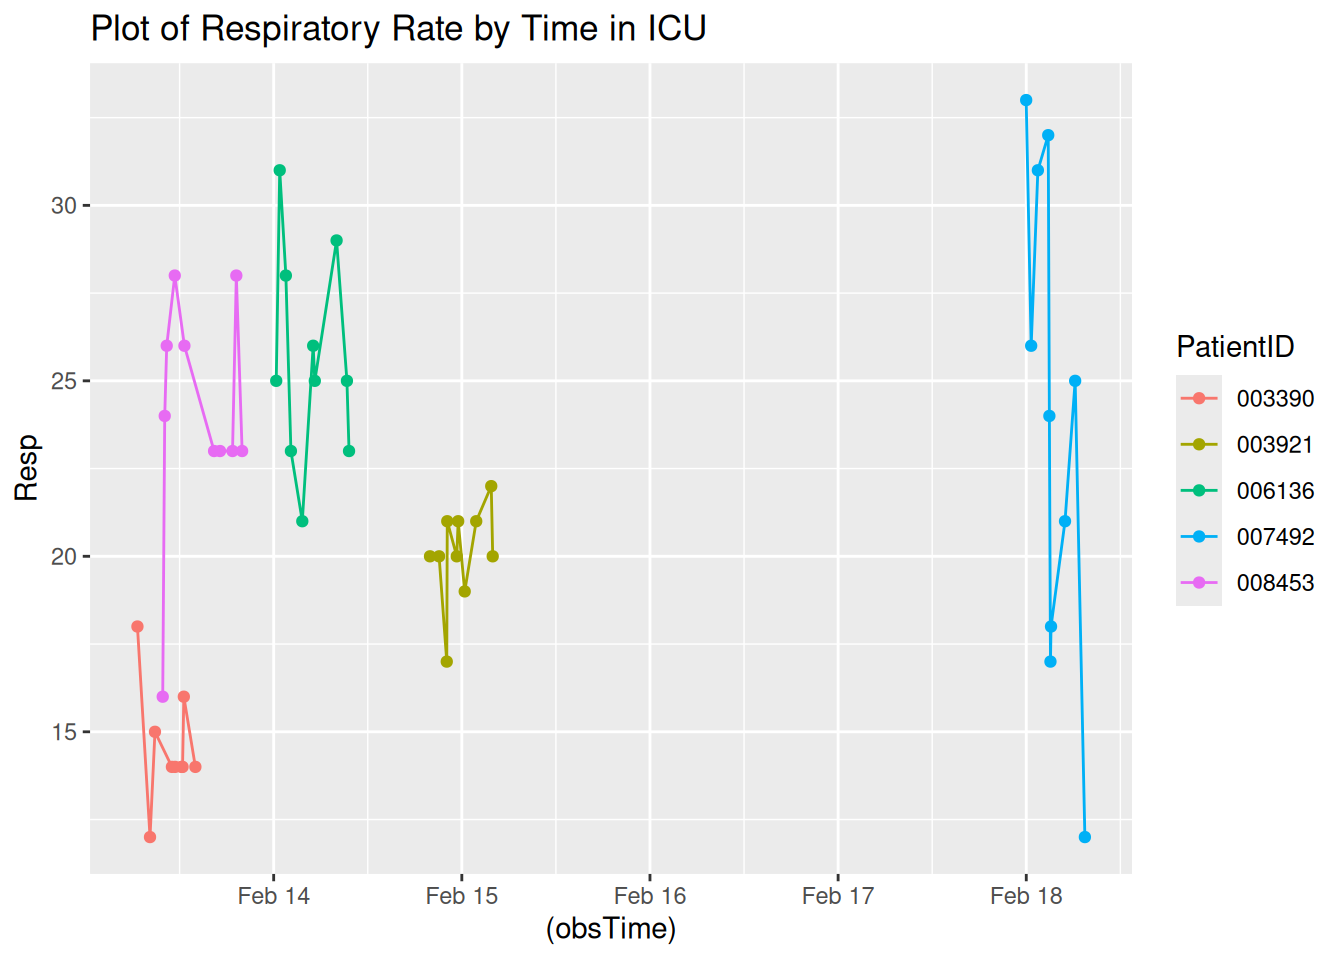 Plot of Respiratory Rate by Time in ICU
Resp
30
25
20
15
Feb 14
Feb 15
Feb 16
Feb 17
Feb 18
(obsTime)
PatientID
003390
003921
006136
007492
008453